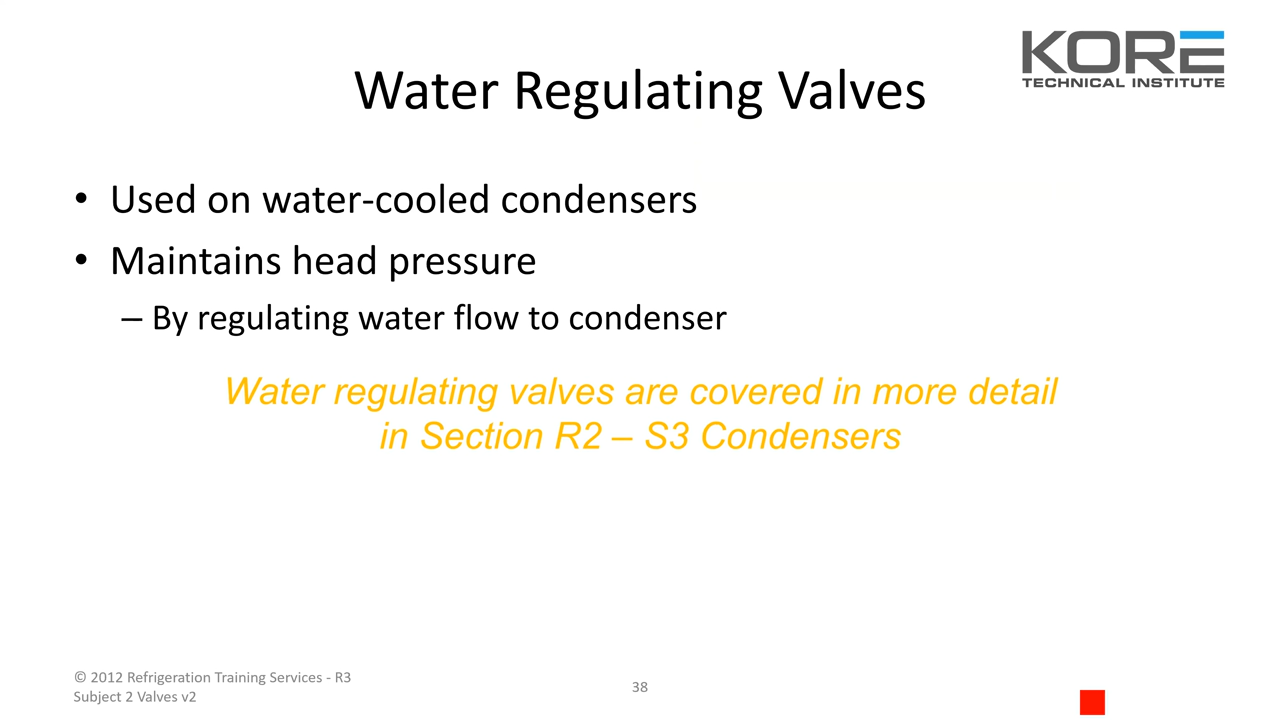 KORE
TECHNICAL INSTITUTE
Water Regulating Valves
• Used on water-cooled condensers
• Maintains head pressure
– By regulating water flow to condenser
Water regulating valves are covered in more detail
in Section R2 – S3 Condensers
© 2012 Refrigeration Training Services - R3
Subject 2 Valves v2
38